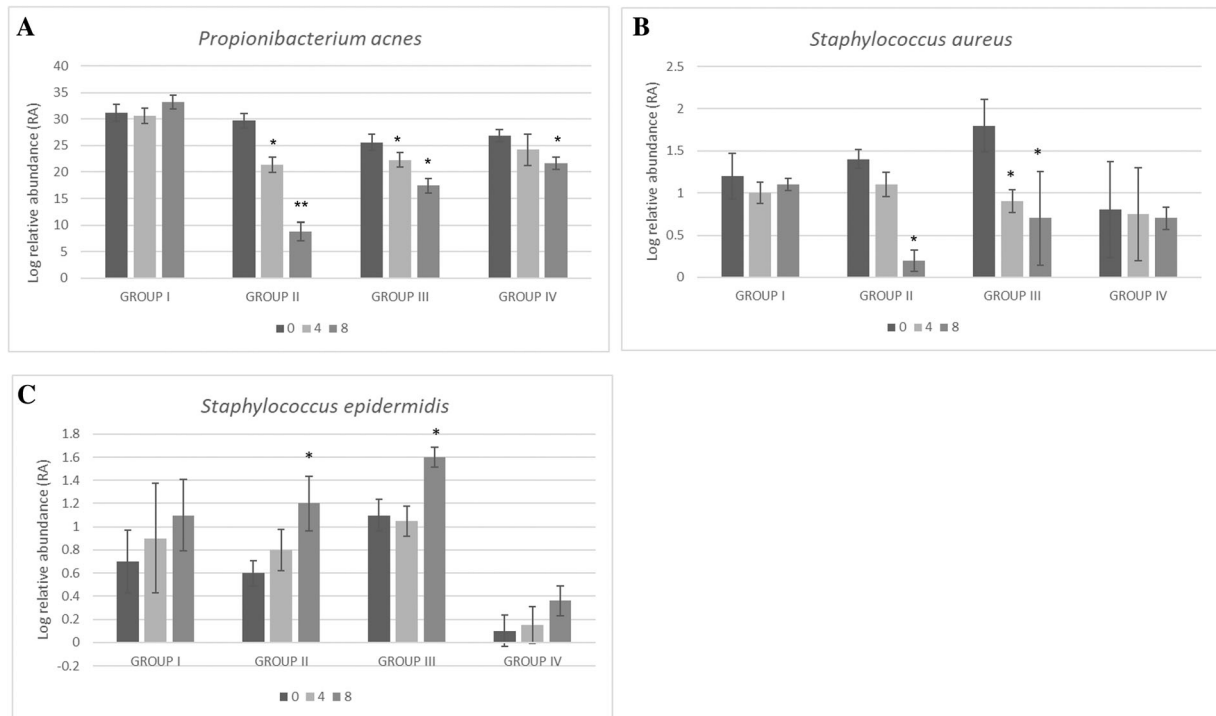 A
Propionibacterium acnes
Log relative abundance (RA)
40
35
30
25
20
15
10
5
0
*
**
*
*
*
GROUP I GROUP II GROUP III GROUP IV
0 4 8
B
Staphylococcus aureus
Log relative abundance (RA)
2.5
2
1.5
1
0.5
0
*
*
*
GROUP I GROUP II GROUP III GROUP IV
0 4 8
C
Staphylococcus epidermidis
Log relative abundance (RA)
1.8
1.6
1.4
1.2
1
0.8
0.6
0.4
0.2
0
-0.2
*
*
GROUP I GROUP II GROUP III GROUP IV
0 4 8